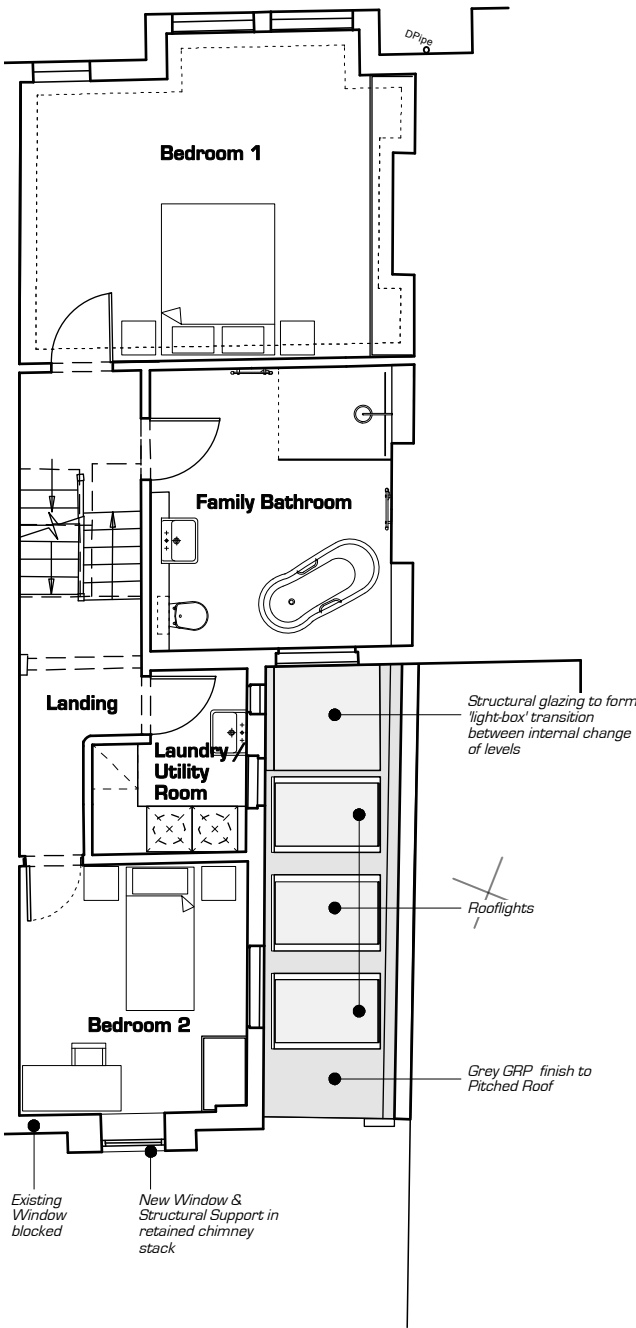 DPipe
Bedroom 1
Family Bathroom
Landing
Structural glazing to form
'light-box' transition
between internal change
of levels
Laundry /
Utility
Room
Rooflights
Bedroom 2
Grey GRP finish to
Pitched Roof
Existing
Window
blocked
New Window &
Structural Support in
retained chimney
stack